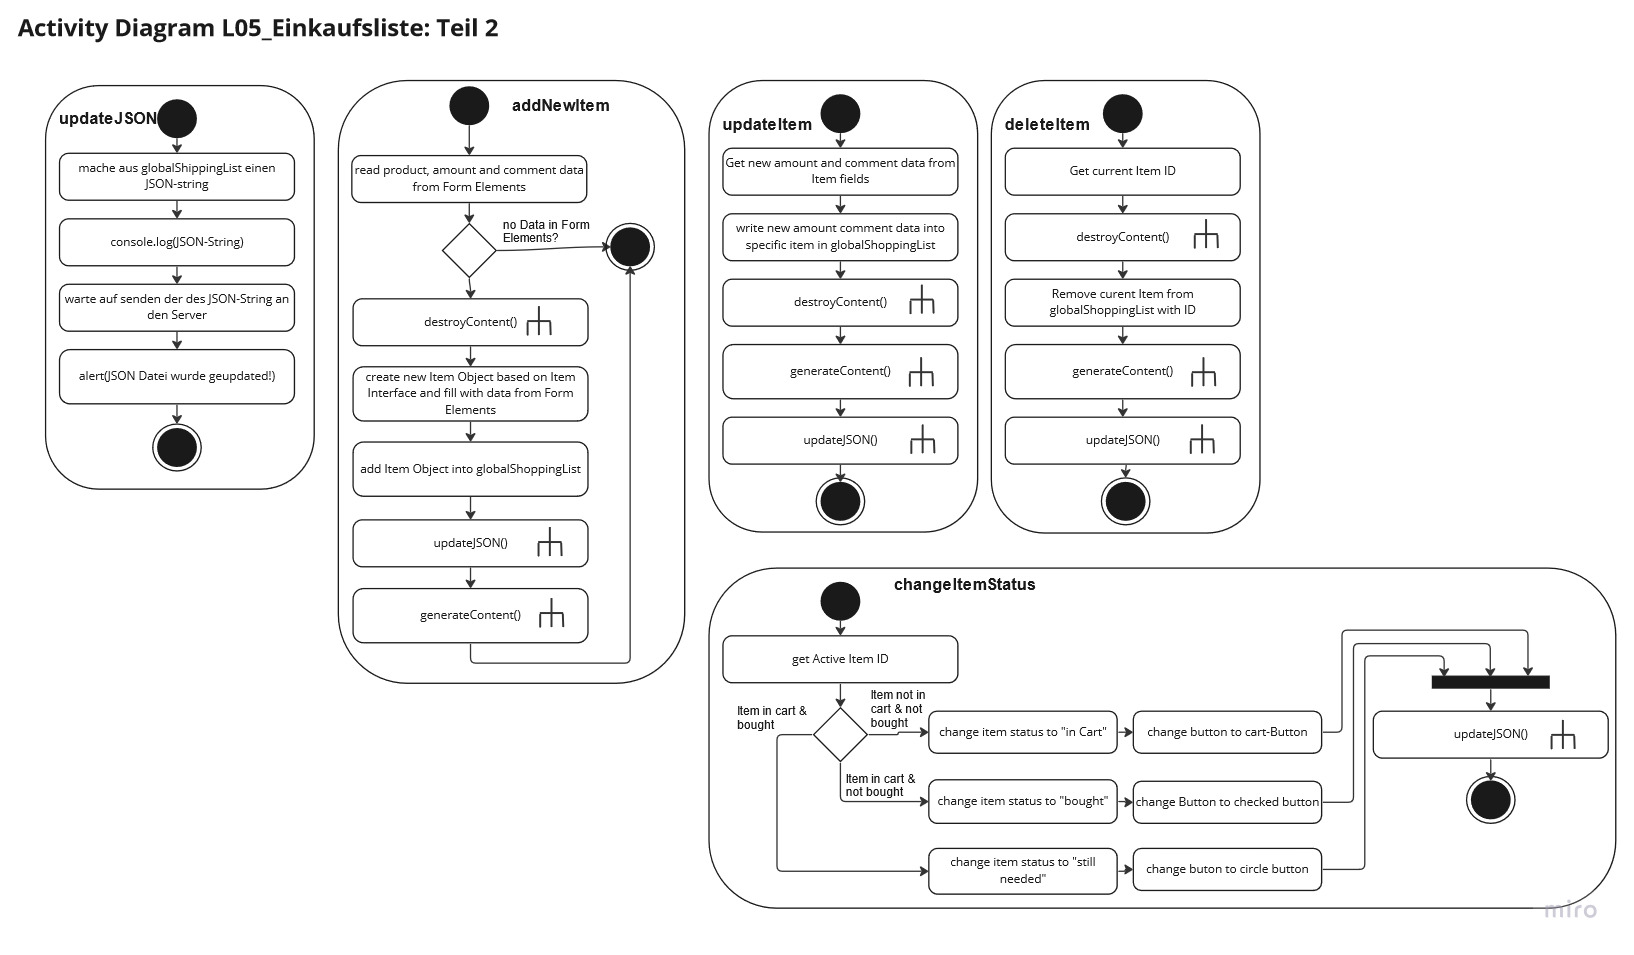 Activity Diagram L05_Einkaufsliste: Teil 2
updateJSON
mache aus globalShippingList einen
JSON-string
console.log(JSON-String)
warte auf senden der des JSON-String an
den Server
alert(JSON Datei wurde geupdated!)
addNewItem
read product, amount and comment data
from Form Elements
no Data in Form
Elements?
destroyContent()
create new Item Object based on Item
Interface and fill with data from Form
Elements
add Item Object into globalShoppingList
updateJSON()
generateContent()
updateItem
Get new amount and comment data from
Item fields
write new amount comment data into
specific item in globalShoppingList
destroyContent()
generateContent()
updateJSON()
deleteItem
Get current Item ID
destroyContent()
Remove curent Item from
globalShoppingList with ID
generateContent()
updateJSON()
changeItemStatus
get Active Item ID
Item in cart &
bought
Item not in
cart & not
bought
change item status to "in Cart"
change button to cart-Button
Item in cart &
not bought
change item status to "bought"
change Button to checked button
change item status to "still
needed"
change buton to circle button
updateJSON()
miro